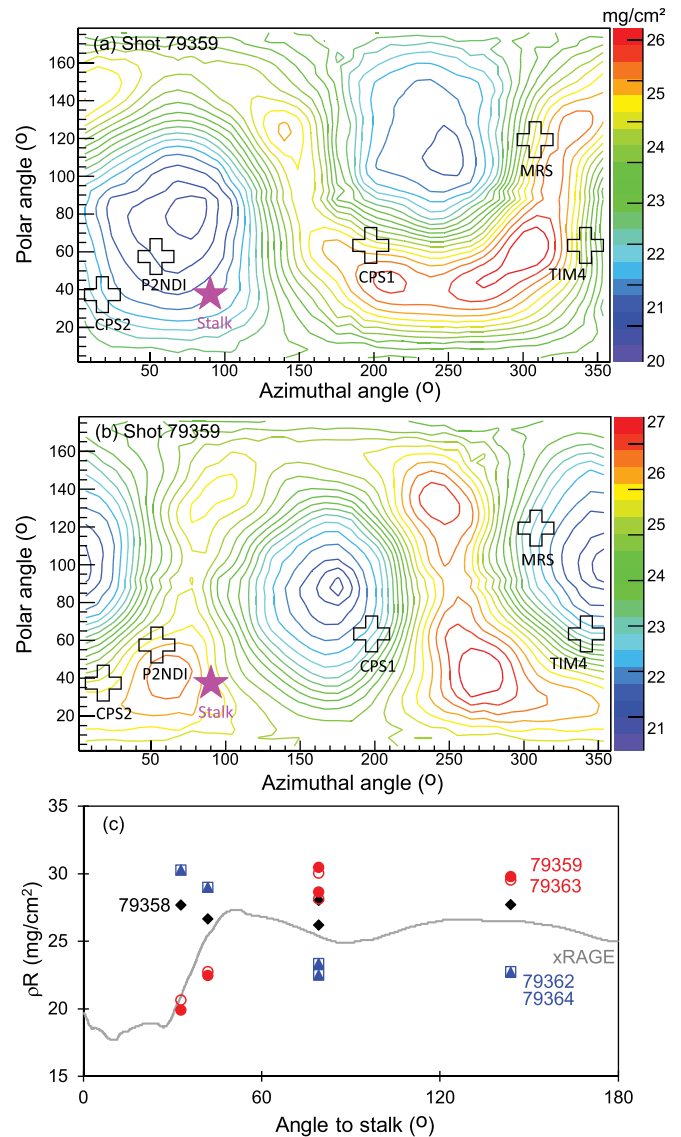 mg/cm²
(a) Shot 79359
160
140
120
100
80
60
40
20
Polar angle (o)
MRS
P2NDI
CPS1
TIM4
CPS2
Stalk
50
100
150
200
250
300
350
Azimuthal angle (o)
26
25
24
23
22
21
20
(b) Shot 79359
160
140
120
100
80
60
40
20
Polar angle (o)
MRS
P2NDI
CPS1
TIM4
CPS2
Stalk
50
100
150
200
250
300
350
Azimuthal angle (o)
27
26
25
24
23
22
21
(c)
35
30
25
20
15
ρR (mg/cm²)
79358
79359
79363
xRAGE
79362
79364
0
60
120
180
Angle to stalk (o)